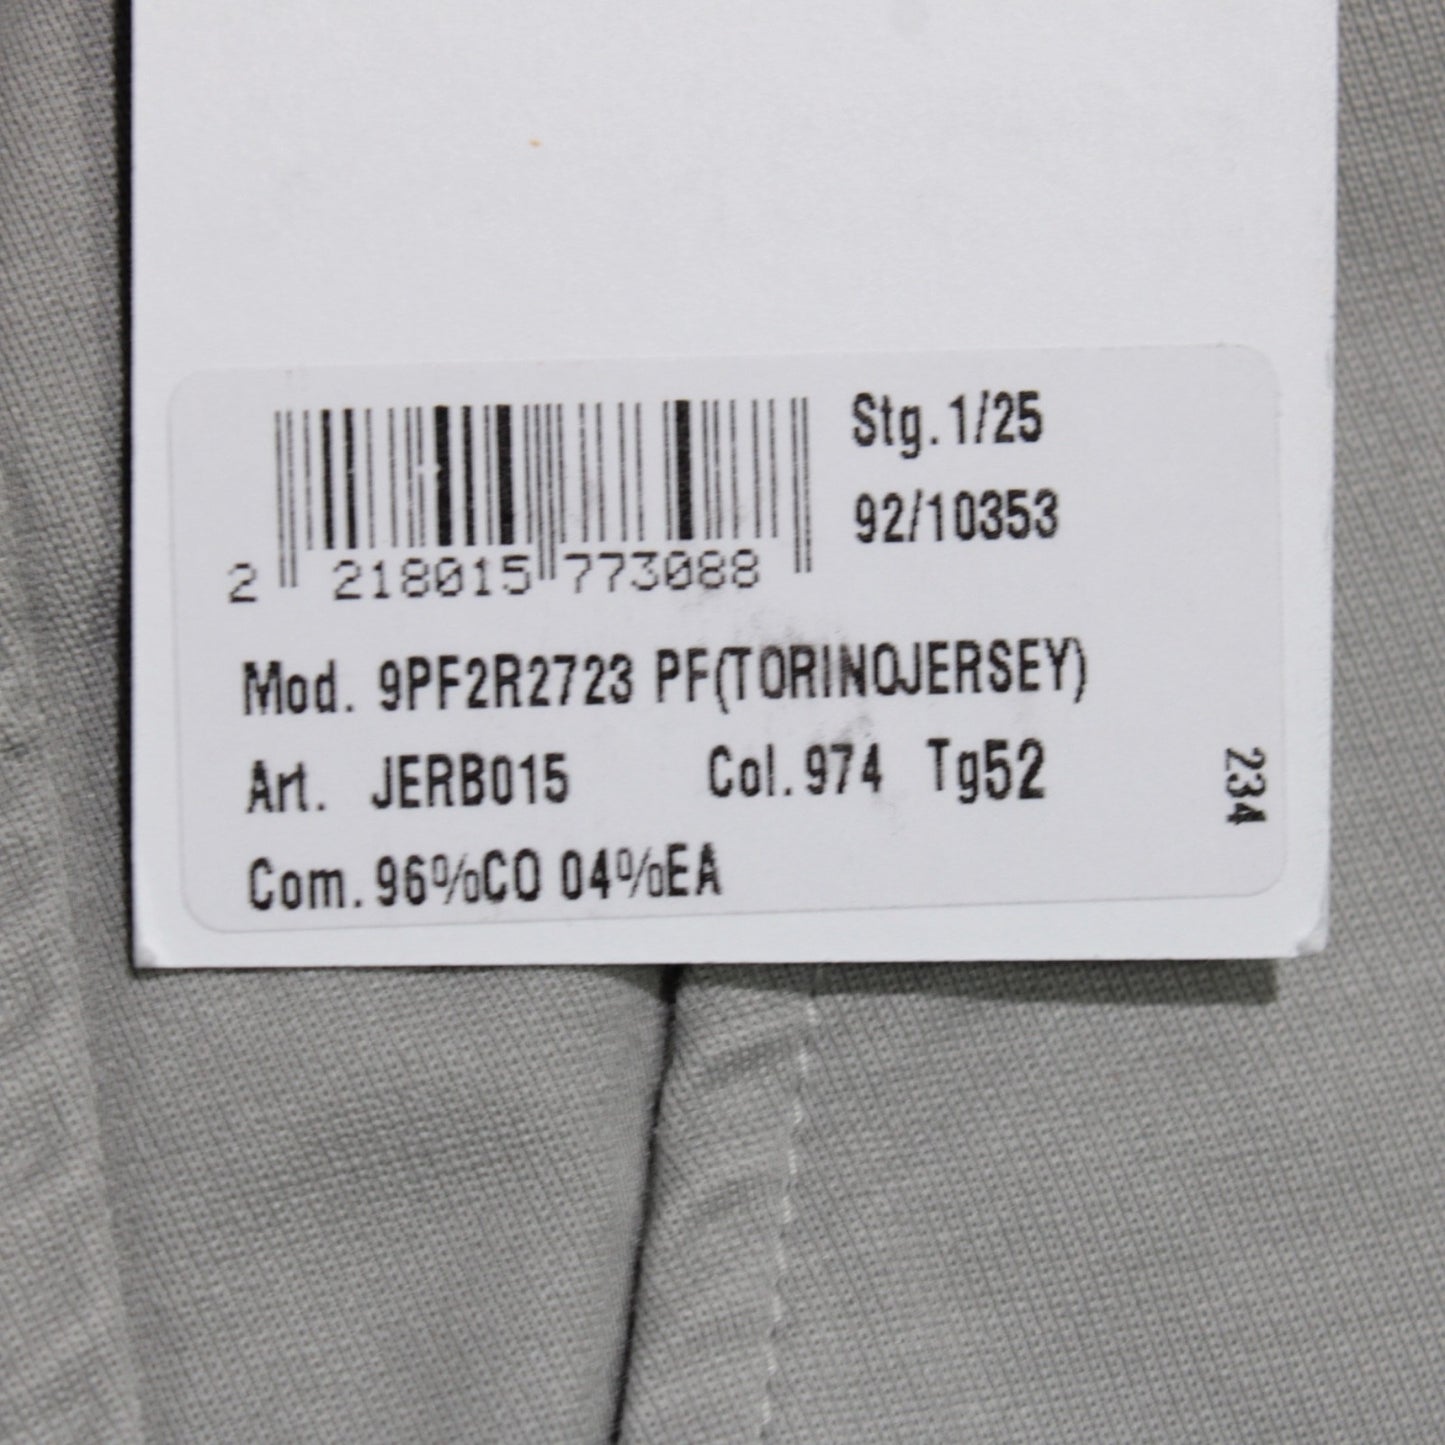 Stg.1/25
92/10353
2 218015 773088
Mod. 9PF2R2723 PF(TORINOJERSEY)
Art. JERB015 Col.974 Tg52
Com.96%CO 04%EA
234